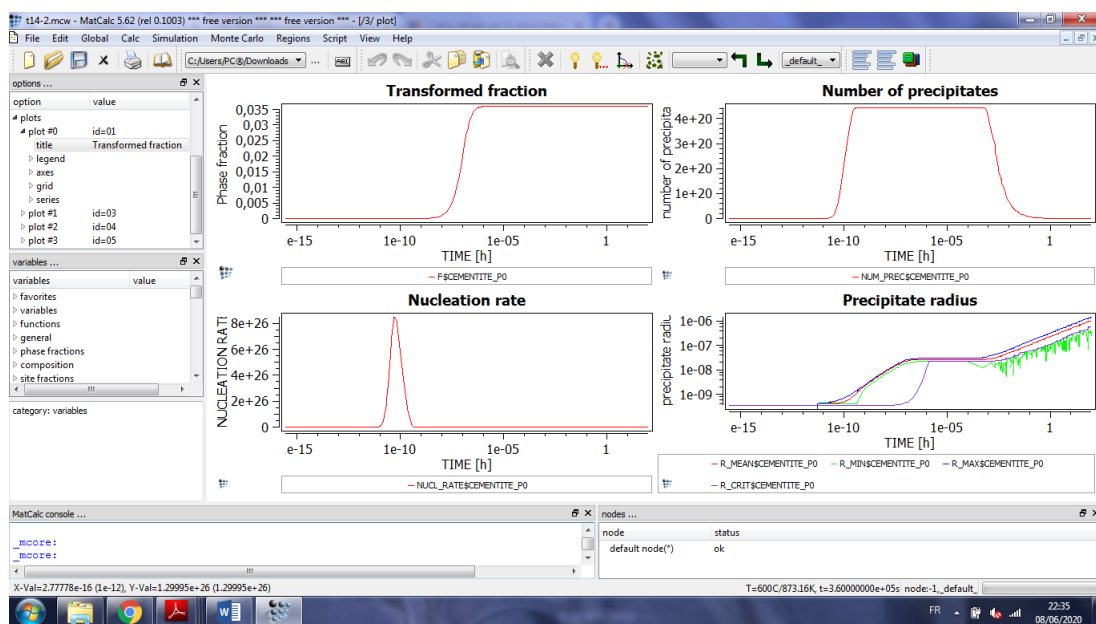 t14-2.mcw - MatCalc 5.62 (rel 0.1003) *** free version *** *** free version *** - [/3/ plot]
File Edit Global Calc Simulation Monte Carlo Regions Script View Help
C:/Users/PC®/Downloads ... _default_
options ...
option value
plots
plot #0 id=01
title Transformed fraction
legend
axes
grid
series
plot #1 id=03
plot #2 id=04
plot #3 id=05
variables ...
variables value
favorites
variables
functions
general
phase fractions
composition
site fractions
category: variables
Transformed fraction
Phase fraction
0,035
0,03
0,025
0,02
0,015
0,01
0,005
0
e-15 1e-10 1e-05 1
TIME [h]
F$CEMENTITE_P0
Number of precipitates
number of precipita
4e+20
3e+20
2e+20
1e+20
0
e-15 1e-10 1e-05 1
TIME [h]
NUM_PREC$CEMENTITE_P0
Nucleation rate
NUCLEATION RATE
8e+26
6e+26
4e+26
2e+26
0
e-15 1e-10 1e-05 1
TIME [h]
NUCL_RATE$CEMENTITE_P0
Precipitate radius
precipitate radiu
1e-06
1e-07
1e-08
1e-09
e-15 1e-10 1e-05 1
TIME [h]
R_MEAN$CEMENTITE_P0 R_MIN$CEMENTITE_P0 R_MAX$CEMENTITE_P0
R_CRIT$CEMENTITE_P0
MatCalc console ...
_mcore:
_mcore:
nodes ...
node status
default node(*) ok
X-Val=2.77778e-16 (1e-12), Y-Val=1.29995e+26 (1.29995e+26)
T=600C/873.16K, t=3.60000000e+05s node:-1,_default_
FR
22:35
08/06/2020